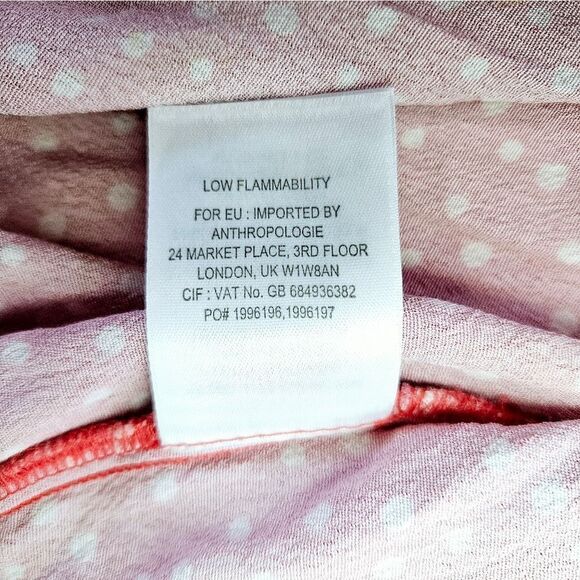 LOW FLAMMABILITY
FOR EU : IMPORTED BY
ANTHROPOLOGIE
24 MARKET PLACE, 3RD FLOOR
LONDON, UK W1W8AN
CIF : VAT No. GB 684936382
PO# 1996196,1996197